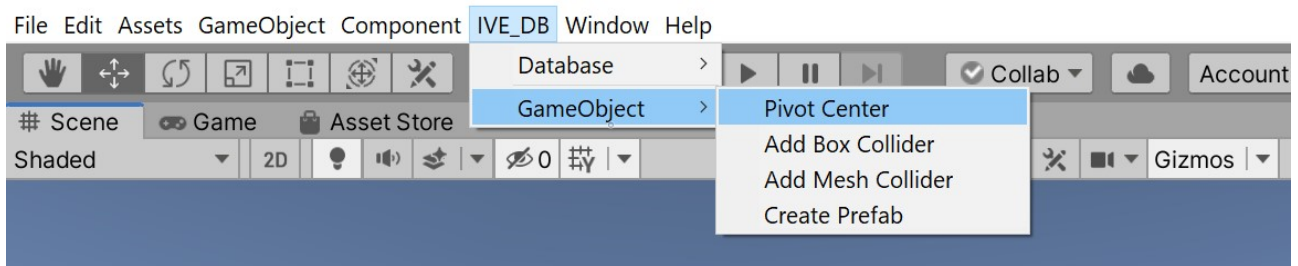 File Edit Assets GameObject Component IVE_DB Window Help
Database
Collab
Account
GameObject
Pivot Center
# Scene Game Asset Store
Add Box Collider
Shaded 2D 0 Gizmos
Add Mesh Collider
Create Prefab